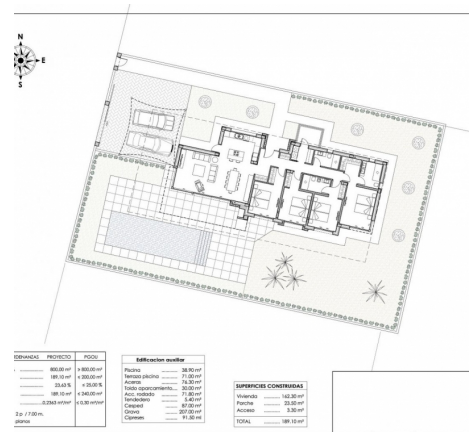 N
E
S
PROYECTO PGOU
800,00 m² > 800,00 m²
189,10 m² ≤ 200,00 m²
23,63 % ≤ 25,00 %
189,10 m² ≤ 240,00 m²
0,2363 m²/m² ≤ 0,30 m²/m²
2 p / 7.00 m.
planos
Edificacion auxiliar
Piscina 38.90 m²
Terraza piscina 71.00 m²
Aceras 76.30 m²
Toldo aparcamiento 30.00 m²
Acc. rodado 71.80 m²
Tendedero 5.40 m²
Cesped 87.00 m²
Grava 207.00 m²
Cipreses 91.50 ml
SUPERFICIES CONSTRUIDAS
Vivienda 162.30 m²
Porche 23.50 m²
Acceso 3.30 m²
TOTAL 189.10 m²